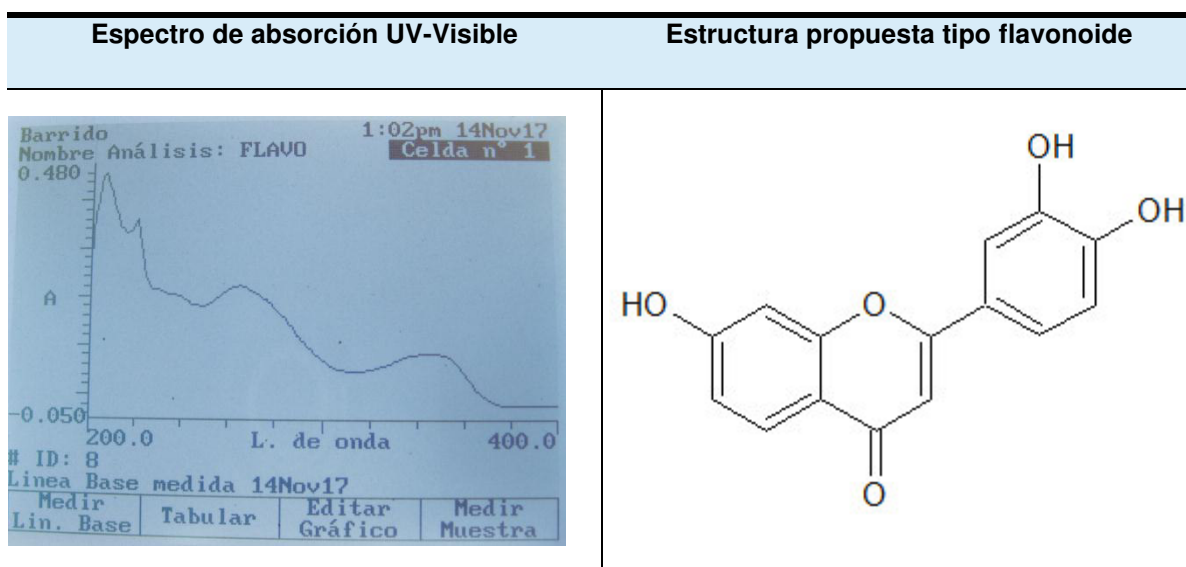 Espectro de absorción UV-Visible
Estructura propuesta tipo flavonoide
Barrido
1:02pm 14Nov17
Nombre Análisis: FLAVO
Celda nº 1
0.480
A
-0.050
200.0
L. de onda
400.0
# ID: 8
Linea Base medida 14Nov17
Medir
Lin. Base
Tabular
Editar
Gráfico
Medir
Muestra
OH
OH
HO
O
O